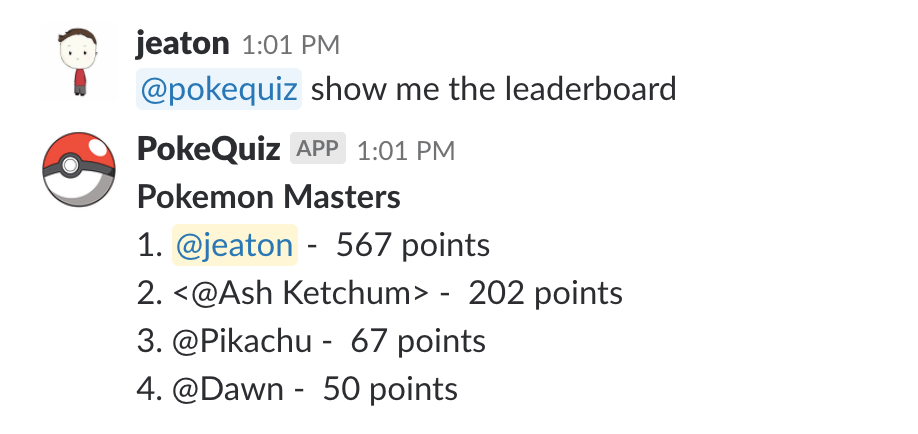 jeaton 1:01 PM
@pokequiz show me the leaderboard
PokeQuiz APP 1:01 PM
Pokemon Masters
1. @jeaton - 567 points
2. <@Ash Ketchum> - 202 points
3. @Pikachu - 67 points
4. @Dawn - 50 points